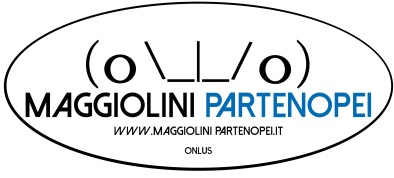 (o\_|_/o)
MAGGIOLINI PARTENOPEI
WWW.MAGGIOLINI PARTENOPEI.IT
ONLUS